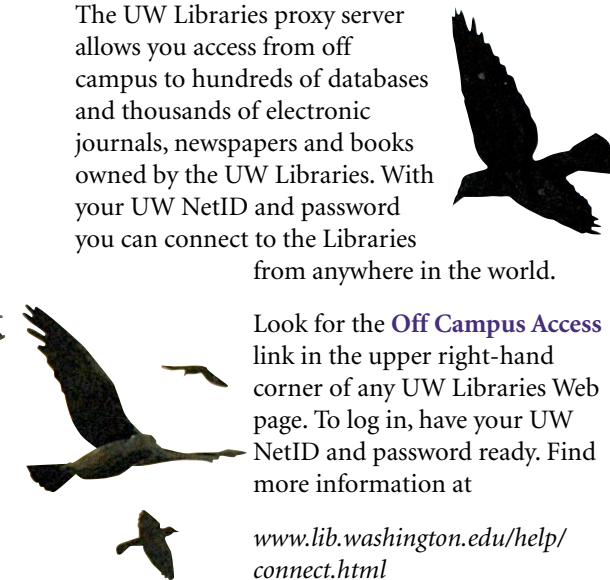 The UW Libraries proxy server
allows you access from off
campus to hundreds of databases
and thousands of electronic
journals, newspapers and books
owned by the UW Libraries. With
your UW NetID and password
you can connect to the Libraries
from anywhere in the world.
Look for the Off Campus Access
link in the upper right-hand
corner of any UW Libraries Web
page. To log in, have your UW
NetID and password ready. Find
more information at
www.lib.washington.edu/help/
connect.html